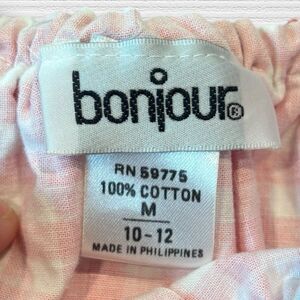 bonjour®
RN 59775
100% COTTON
M
10-12
MADE IN PHILIPPINES